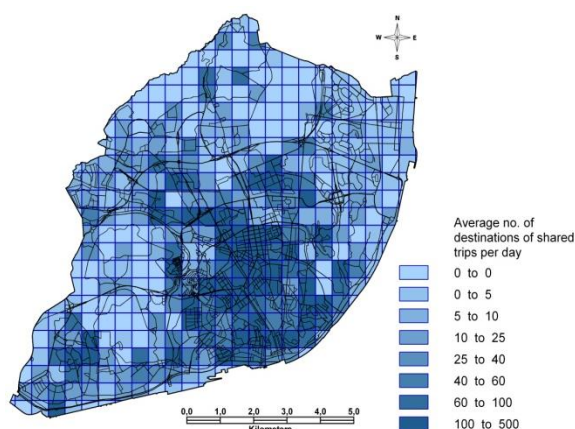 N
W E
S
Average no. of
destinations of shared
trips per day
0 to 0
0 to 5
5 to 10
10 to 25
25 to 40
40 to 60
60 to 100
100 to 500
0,0 1,0 2,0 3,0 4,0 5,0
Kilometers